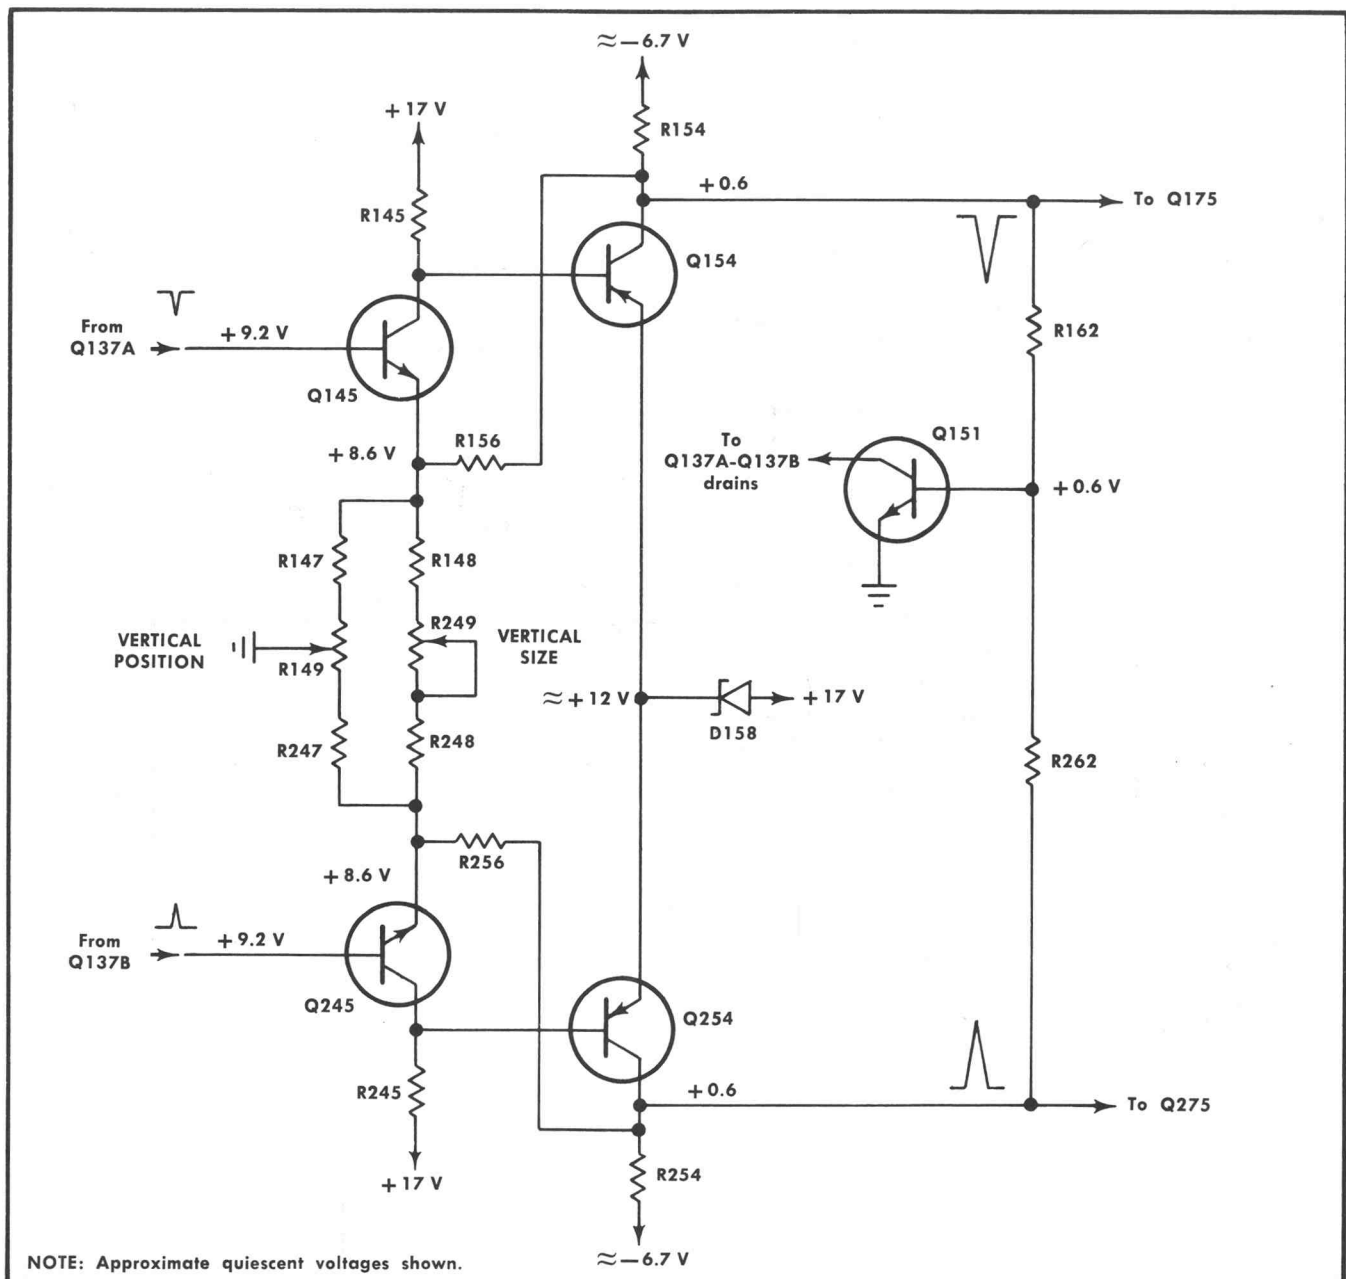 ≈−6.7 V
R154
+17 V
+0.6
To Q175
R145
Q154
From
Q137A
+9.2 V
R162
Q145
To
Q137A-Q137B
drains
Q151
+8.6 V
R156
+0.6 V
R147
R148
VERTICAL
POSITION
R149
R249
VERTICAL
SIZE
≈+12 V
+17 V
D158
R247
R248
R262
R256
+8.6 V
From
Q137B
+9.2 V
Q245
Q254
R245
+0.6
To Q275
+17 V
R254
≈−6.7 V
NOTE: Approximate quiescent voltages shown.